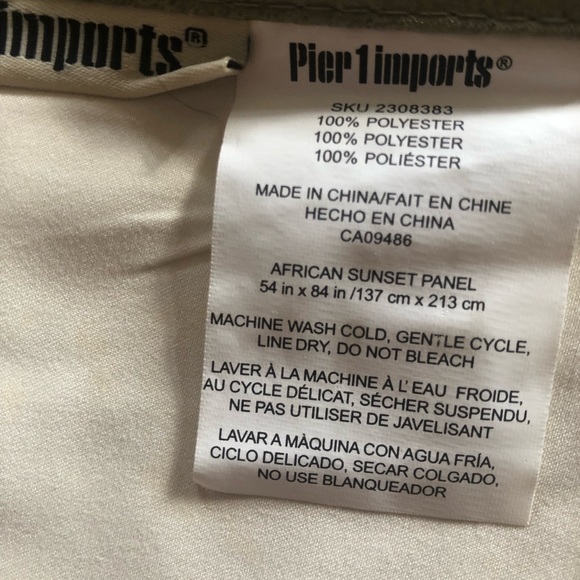 imports®
Pier 1 imports®
SKU 2308383
100% POLYESTER
100% POLYESTER
100% POLIÉSTER
MADE IN CHINA/FAIT EN CHINE
HECHO EN CHINA
CA09486
AFRICAN SUNSET PANEL
54 in x 84 in /137 cm x 213 cm
MACHINE WASH COLD, GENTLE CYCLE,
LINE DRY, DO NOT BLEACH
LAVER À LA MACHINE À L'EAU FROIDE,
AU CYCLE DÉLICAT, SÉCHER SUSPENDU,
NE PAS UTILISER DE JAVELISANT
LAVAR A MÀQUINA CON AGUA FRÍA,
CICLO DELICADO, SECAR COLGADO,
NO USE BLANQUEADOR